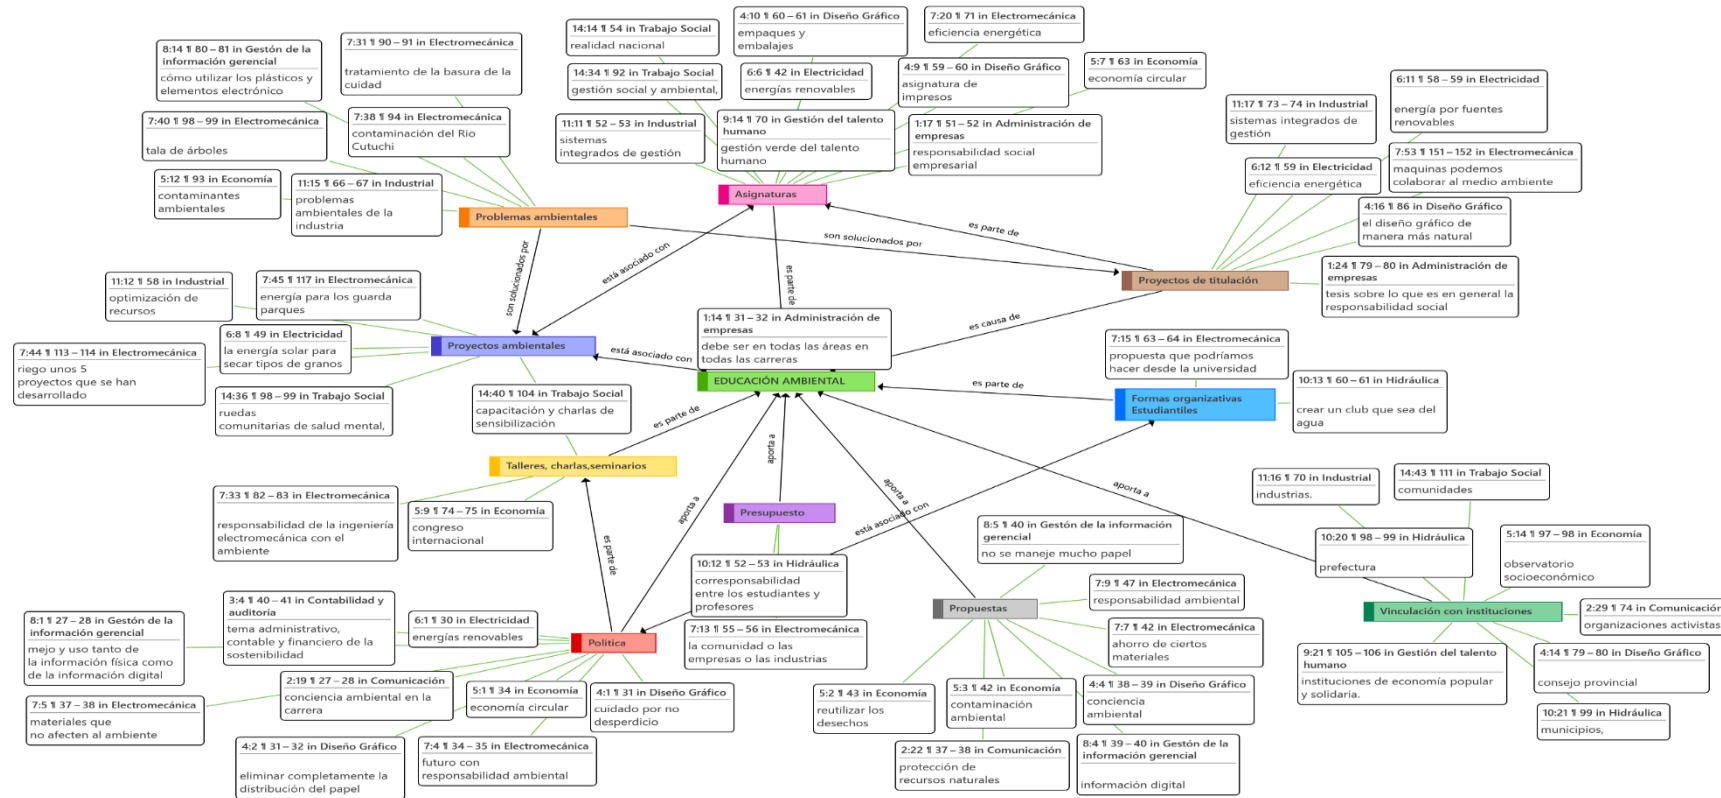 4:10 ¶ 60 – 61 in Diseño Gráfico
empaques y
embalajes
7:20 ¶ 71 in Electromecánica
eficiencia energética
14:14 ¶ 54 in Trabajo Social
realidad nacional
8:14 ¶ 80 – 81 in Gestión de la
información gerencial
cómo utilizar los plásticos y
elementos electrónico
7:31 ¶ 90 – 91 in Electromecánica
tratamiento de la basura de la
cuidad
14:34 ¶ 92 in Trabajo Social
gestión social y ambiental,
6:6 ¶ 42 in Electricidad
energías renovables
4:9 ¶ 59 – 60 in Diseño Gráfico
asignatura de
impresos
5:7 ¶ 63 in Economía
economía circular
6:11 ¶ 58 – 59 in Electricidad
energía por fuentes
renovables
11:17 ¶ 73 – 74 in Industrial
sistemas integrados de
gestión
7:40 ¶ 98 – 99 in Electromecánica
tala de árboles
7:38 ¶ 94 in Electromecánica
contaminación del Rio
Cutuchi
11:11 ¶ 52 – 53 in Industrial
sistemas
integrados de gestión
9:14 ¶ 70 in Gestión del talento
humano
gestión verde del talento
humano
1:17 ¶ 51 – 52 in Administración de
empresas
responsabilidad social
empresarial
6:12 ¶ 59 in Electricidad
eficiencia energética
7:53 ¶ 151 – 152 in Electromecánica
maquinas podemos
colaborar al medio ambiente
5:12 ¶ 93 in Economía
contaminantes
ambientales
11:15 ¶ 66 – 67 in Industrial
problemas
ambientales de la
industria
Problemas ambientales
Asignaturas
4:16 ¶ 86 in Diseño Gráfico
el diseño gráfico de
manera más natural
son solucionados por
está asociado con
es parte de
son solucionados por
es parte de
Proyectos de titulación
1:24 ¶ 79 – 80 in Administración de
empresas
tesis sobre lo que es en general la
responsabilidad social
11:12 ¶ 58 in Industrial
optimización de
recursos
7:45 ¶ 117 in Electromecánica
energía para los guarda
parques
6:8 ¶ 49 in Electricidad
la energía solar para
secar tipos de granos
7:44 ¶ 113 – 114 in Electromecánica
riego unos 5
proyectos que se han
desarrollado
Proyectos ambientales
está asociado con
1:14 ¶ 31 – 32 in Administración de
empresas
debe ser en todas las áreas en
todas las carreras
EDUCACIÓN AMBIENTAL
es causa de
7:15 ¶ 63 – 64 in Electromecánica
propuesta que podríamos
hacer desde la universidad
es parte de
Formas organizativas
Estudiantiles
10:13 ¶ 60 – 61 in Hidráulica
crear un club que sea del
agua
14:36 ¶ 98 – 99 in Trabajo Social
ruedas
comunitarias de salud mental,
14:40 ¶ 104 in Trabajo Social
capacitación y charlas de
sensibilización
es parte de
Talleres, charlas,seminarios
aporta a
aporta a
aporta a
aporta a
está asociado con
es parte de
7:33 ¶ 82 – 83 in Electromecánica
responsabilidad de la ingeniería
electromecánica con el
ambiente
5:9 ¶ 74 – 75 in Economía
congreso
internacional
Presupuesto
10:12 ¶ 52 – 53 in Hidráulica
corresponsabilidad
entre los estudiantes y
profesores
7:13 ¶ 55 – 56 in Electromecánica
la comunidad o las
empresas o las industrias
8:5 ¶ 40 in Gestión de la información
gerencial
no se maneje mucho papel
11:16 ¶ 70 in Industrial
industrias.
14:43 ¶ 111 in Trabajo Social
comunidades
10:20 ¶ 98 – 99 in Hidráulica
prefectura
5:14 ¶ 97 – 98 in Economía
observatorio
socioeconómico
Propuestas
7:9 ¶ 47 in Electromecánica
responsabilidad ambiental
7:7 ¶ 42 in Electromecánica
ahorro de ciertos
materiales
Vinculación con instituciones
2:29 ¶ 74 in Comunicación
organizaciones activistas
8:1 ¶ 27 – 28 in Gestón de la
información gerencial
mejo y uso tanto de
la información física como
de la información digital
3:4 ¶ 40 – 41 in Contabilidad y
auditoría
tema administrativo,
contable y financiero de la
sostenibilidad
6:1 ¶ 30 in Electricidad
energías renovables
Política
2:19 ¶ 27 – 28 in Comunicación
conciencia ambiental en la
carrera
5:1 ¶ 34 in Economía
economía circular
4:1 ¶ 31 in Diseño Gráfico
cuidado por no
desperdicio
7:5 ¶ 37 – 38 in Electromecánica
materiales que
no afecten al ambiente
4:2 ¶ 31 – 32 in Diseño Gráfico
eliminar completamente la
distribución del papel
7:4 ¶ 34 – 35 in Electromecánica
futuro con
responsabilidad ambiental
5:2 ¶ 43 in Economía
reutilizar los
desechos
5:3 ¶ 42 in Economía
contaminación
ambiental
4:4 ¶ 38 – 39 in Diseño Gráfico
conciencia
ambiental
2:22 ¶ 37 – 38 in Comunicación
protección de
recursos naturales
8:4 ¶ 39 – 40 in Gestón de la
información gerencial
información digital
9:21 ¶ 105 – 106 in Gestión del talento
humano
instituciones de economía popular
y solidaria.
4:14 ¶ 79 – 80 in Diseño Gráfico
consejo provincial
10:21 ¶ 99 in Hidráulica
municipios,